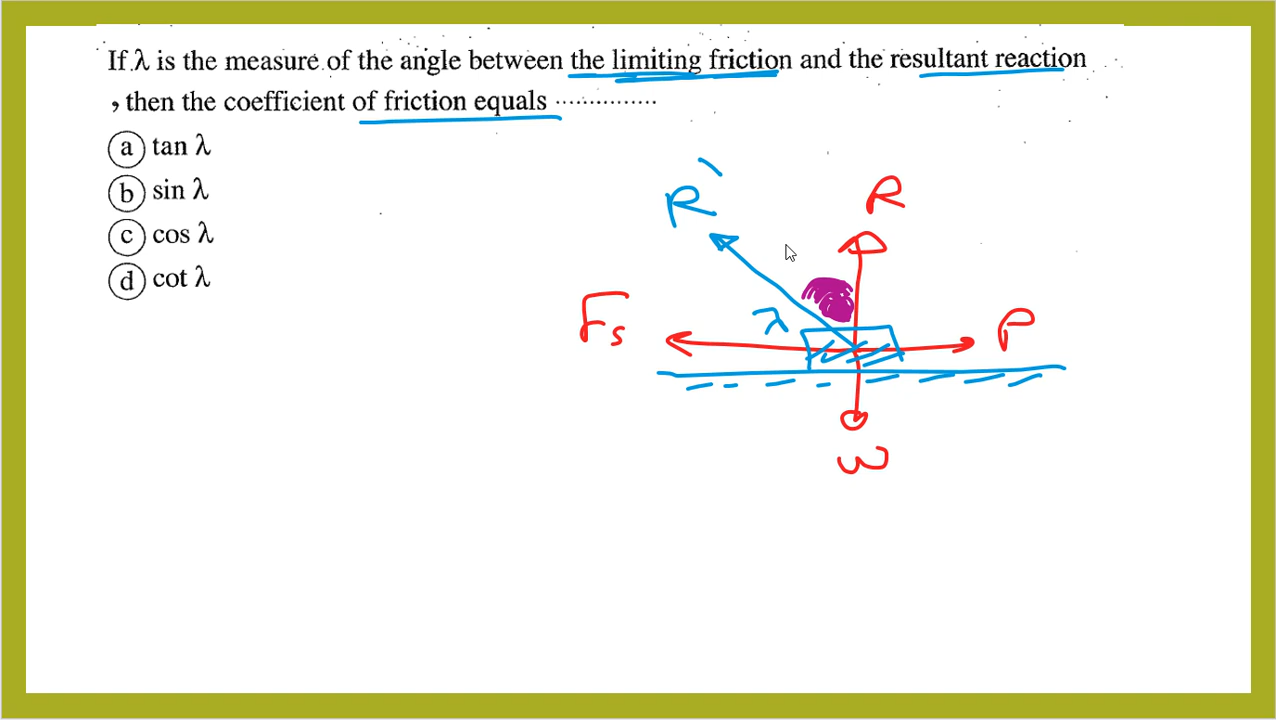 If λ is the measure of the angle between the limiting friction and the resultant reaction
, then the coefficient of friction equals ...............
a tan λ
b sin λ
c cos λ
d cot λ
R'
R
Fs
λ
P
W